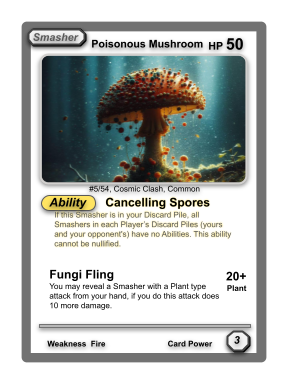 Smasher
Poisonous Mushroom HP 50
#5/54, Cosmic Clash, Common
Ability Cancelling Spores
If this Smasher is in your Discard Pile, all
Smashers in each Player's Discard Piles (yours
and your opponent's) have no Abilities. This ability
cannot be nullified.
Fungi Fling 20+
You may reveal a Smasher with a Plant type Plant
attack from your hand, if you do this attack does
10 more damage.
Weakness Fire Card Power 3